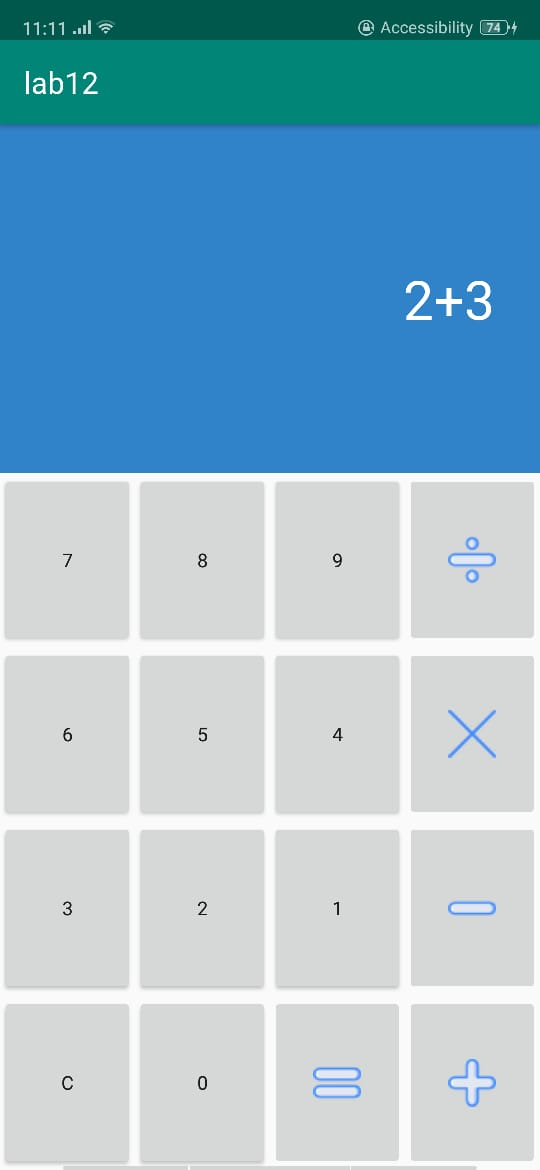 11:11 Accessibility 74
lab12
2+3
7 8 9 ÷
6 5 4 ×
3 2 1 −
C 0 = +